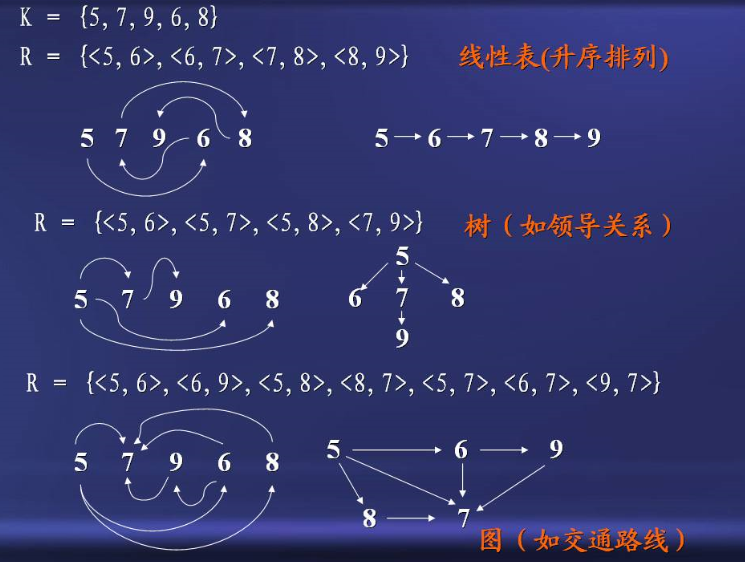 K = {5, 7, 9, 6, 8}
R = {<5, 6>, <6, 7>, <7, 8>, <8, 9>} 线性表(升序排列)
5 7 9 6 8 5 6 7 8 9
R = {<5, 6>, <5, 7>, <5, 8>, <7, 9>} 树（如领导关系）
5
5 7 9 6 8 6 7 8
9
R = {<5, 6>, <6, 9>, <5, 8>, <8, 7>, <5, 7>, <6, 7>, <9, 7>}
5 7 9 6 8 5 6 9
8 7
图（如交通路线）